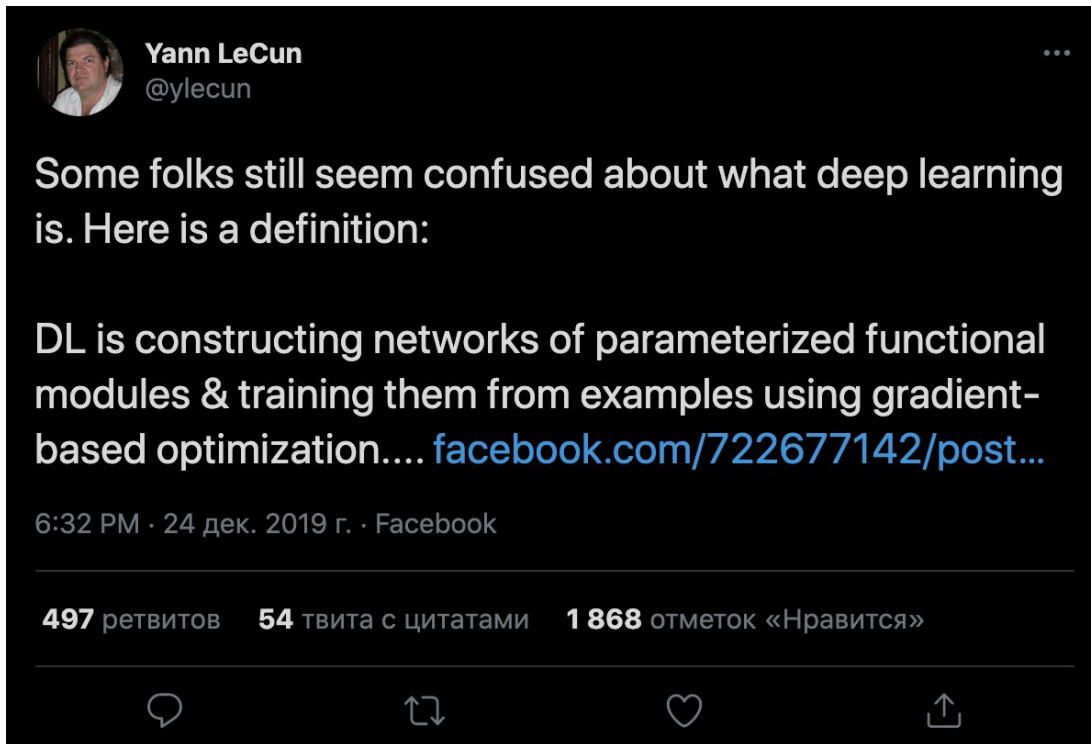 Yann LeCun
@ylecun
Some folks still seem confused about what deep learning
is. Here is a definition:
DL is constructing networks of parameterized functional
modules & training them from examples using gradient-
based optimization.... facebook.com/722677142/post...
6:32 PM · 24 дек. 2019 г. · Facebook
497 ретвитов 54 твита с цитатами 1 868 отметок «Нравится»